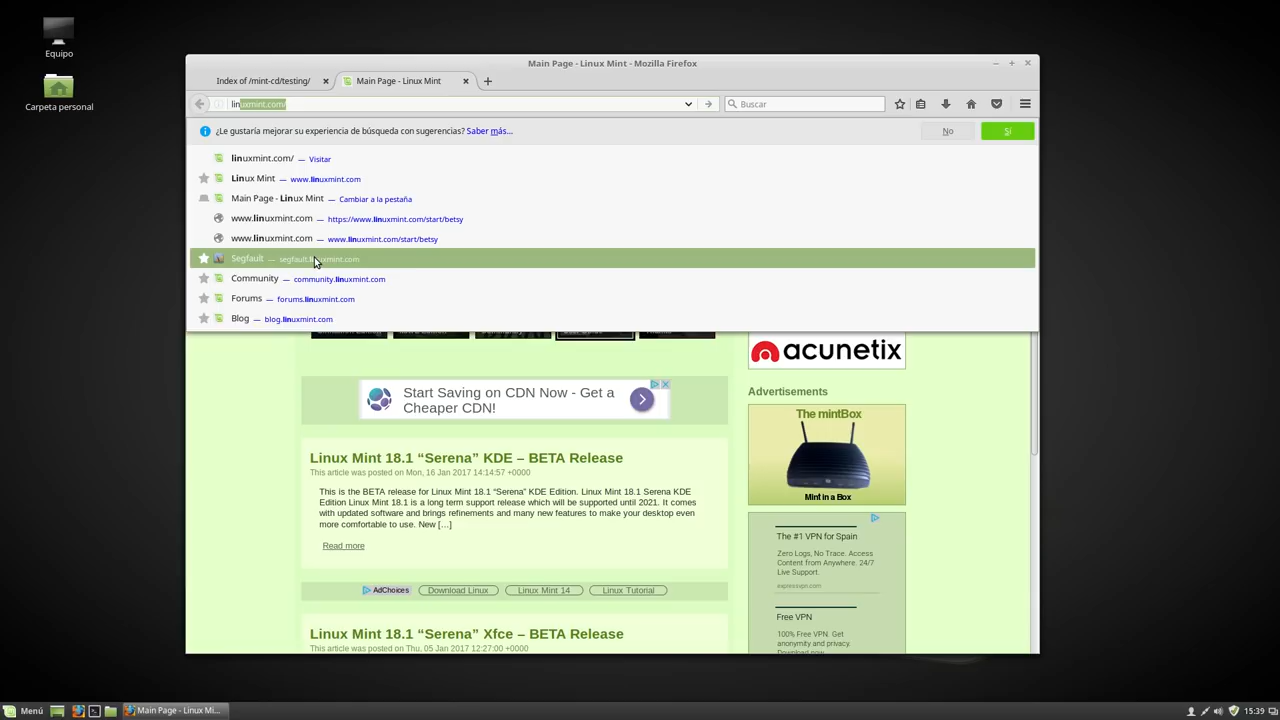 Equipo
Carpeta personal
Main Page - Linux Mint - Mozilla Firefox
Index of /mint-cd/testing/
Main Page - Linux Mint
linuxmint.com/
Buscar
¿Le gustaría mejorar su experiencia de búsqueda con sugerencias? Saber más...
No
Sí
linuxmint.com/ — Visitar
Linux Mint — www.linuxmint.com
Main Page - Linux Mint — Cambiar a la pestaña
www.linuxmint.com — https://www.linuxmint.com/start/betsy
www.linuxmint.com — www.linuxmint.com/start/betsy
Segfault — segfault.linuxmint.com
Community — community.linuxmint.com
Forums — forums.linuxmint.com
Blog — blog.linuxmint.com
acunetix
Start Saving on CDN Now - Get a
Cheaper CDN!
Advertisements
The mintBox
Mint in a Box
Linux Mint 18.1 “Serena” KDE – BETA Release
This article was posted on Mon, 16 Jan 2017 14:14:57 +0000
This is the BETA release for Linux Mint 18.1 “Serena” KDE Edition. Linux Mint 18.1 Serena KDE
Edition Linux Mint 18.1 is a long term support release which will be supported until 2021. It comes
with updated software and brings refinements and many new features to make your desktop even
more comfortable to use. New […]
Read more
AdChoices
Download Linux
Linux Mint 14
Linux Tutorial
Linux Mint 18.1 “Serena” Xfce – BETA Release
This article was posted on Thu, 05 Jan 2017 12:27:00 +0000
The #1 VPN for Spain
Zero Logs, No Trace. Access
Content from Anywhere. 24/7
Live Support.
expressvpn.com
Free VPN
100% Free VPN. Get
anonymity and privacy.
Download now
Menú
Main Page - Linux Mi...
15:39